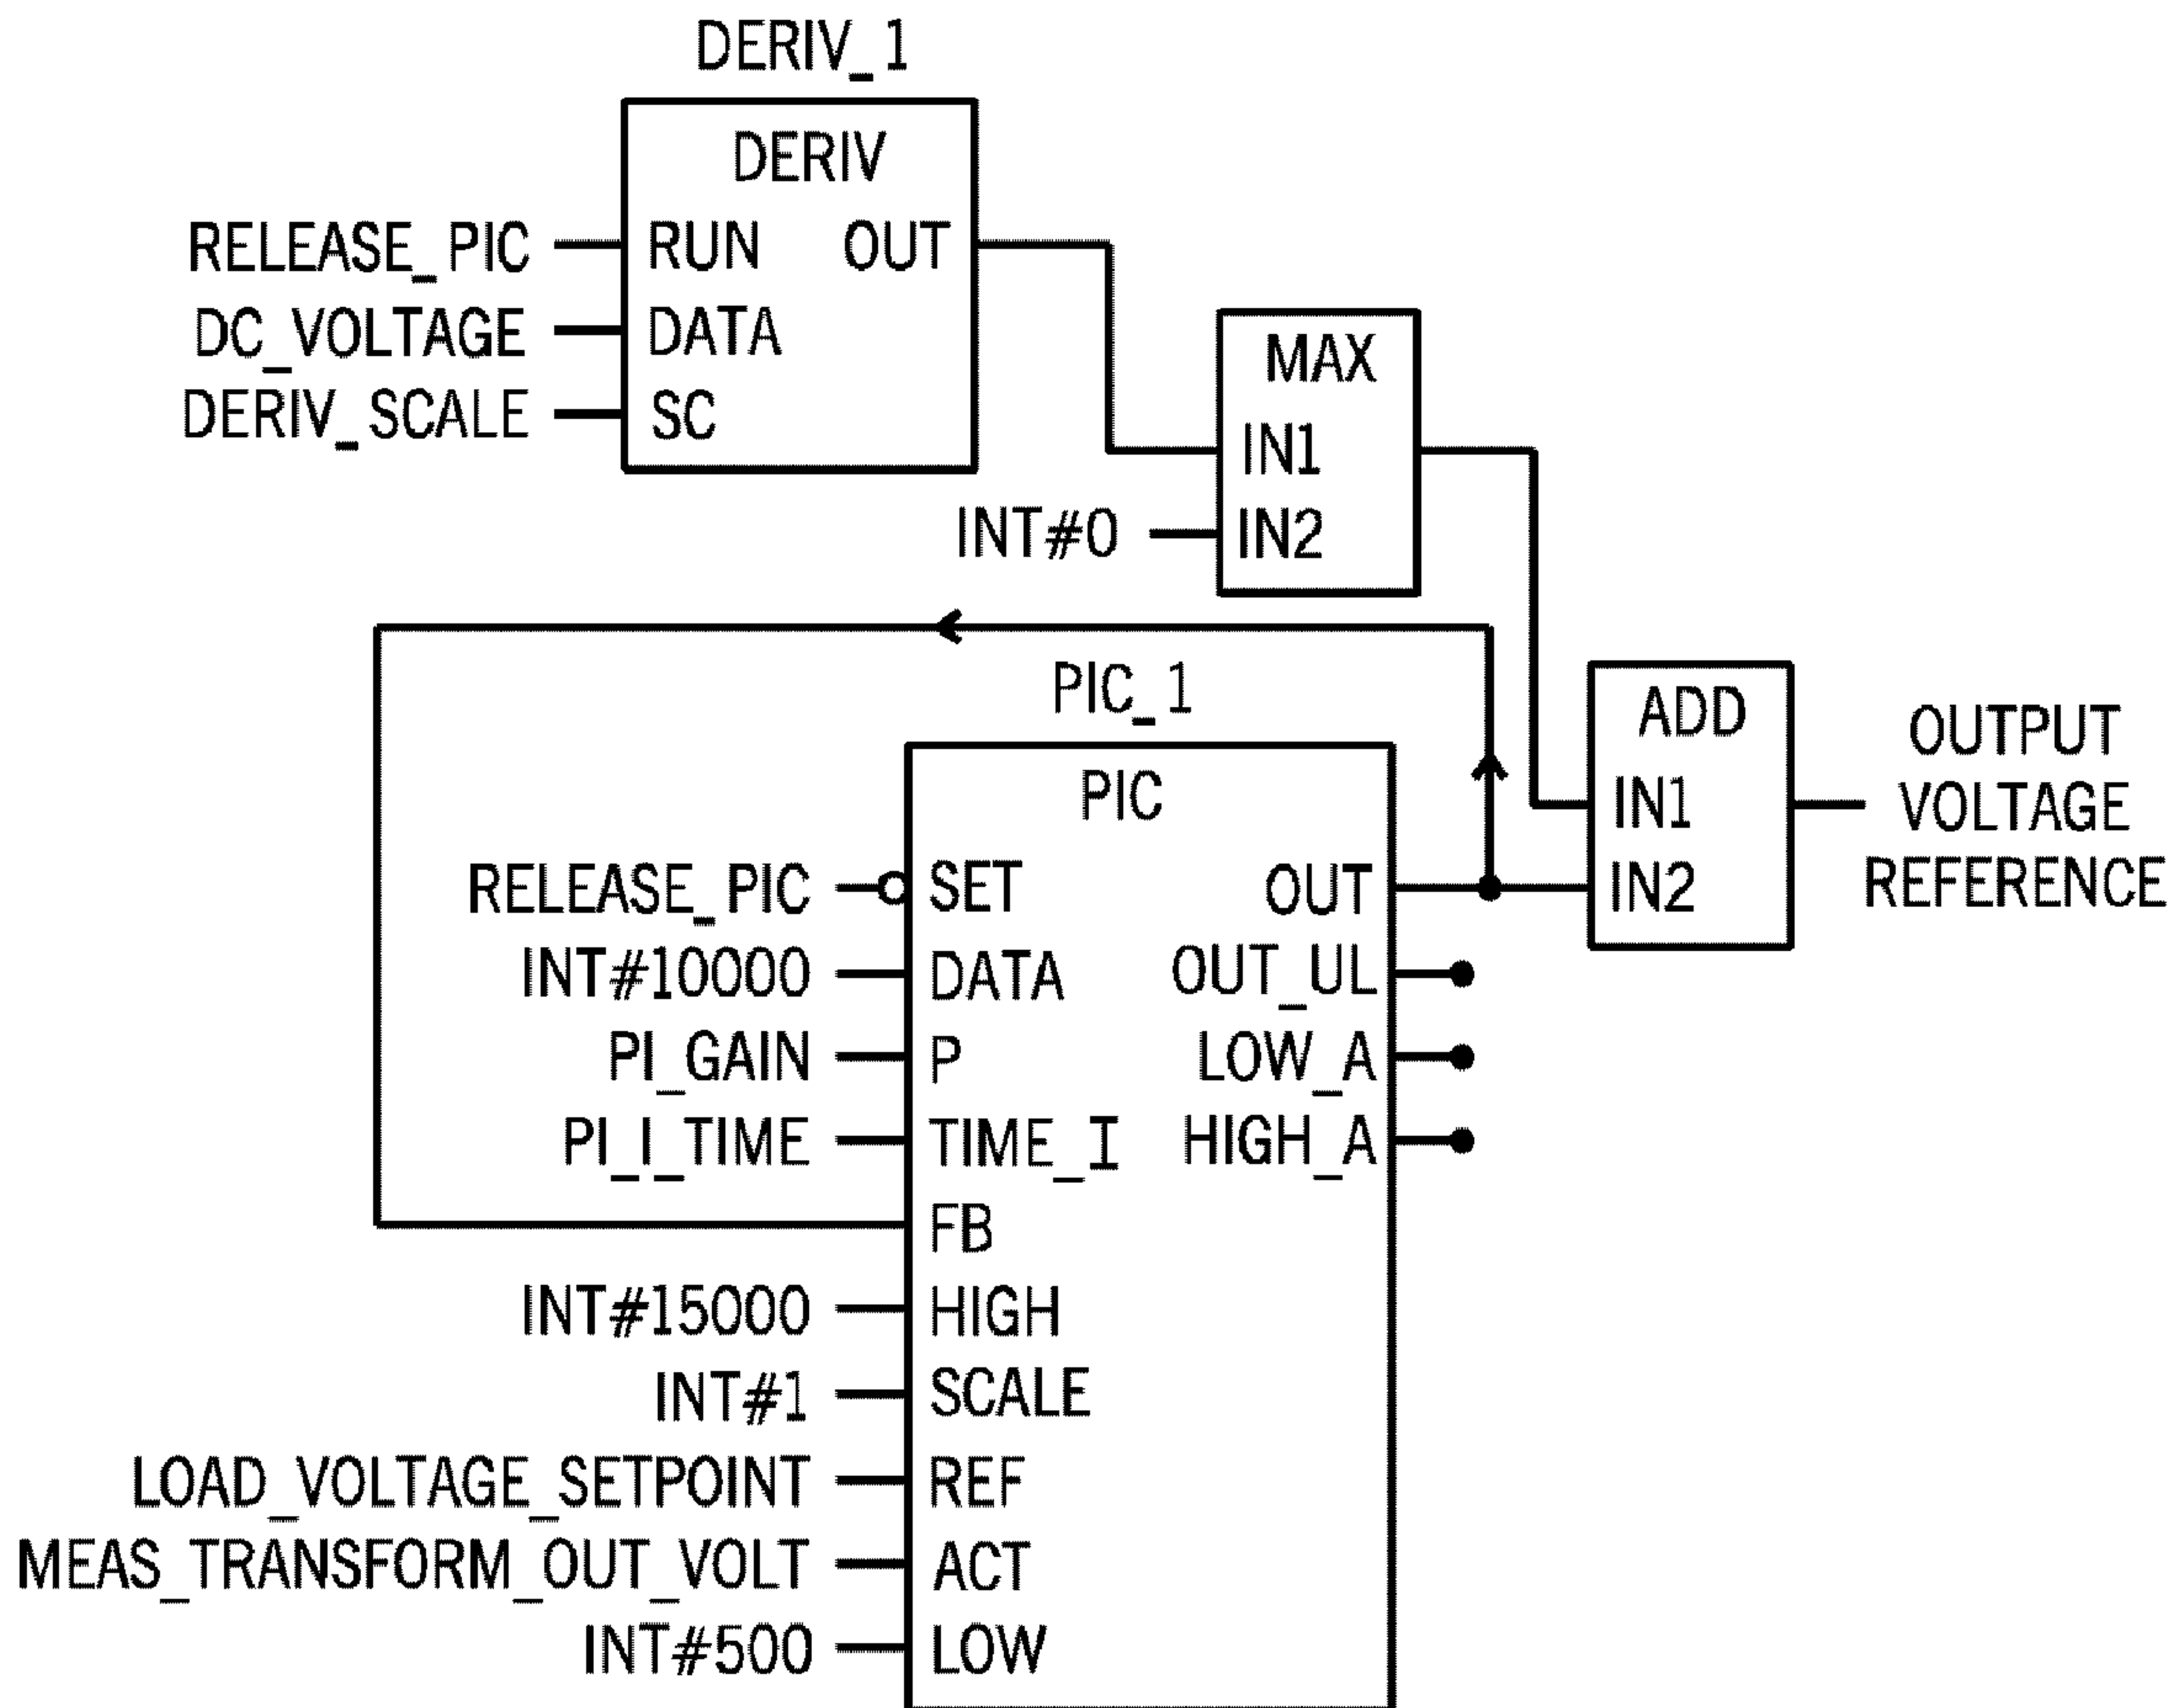 DERIV_1
DERIV
RELEASE_PIC RUN OUT
DC_VOLTAGE DATA
DERIV_SCALE SC
MAX
IN1
INT#0 IN2
PIC_1
PIC
ADD
IN1
IN2
OUTPUT
VOLTAGE
REFERENCE
RELEASE_PIC SET OUT
INT#10000 DATA OUT_UL
PI_GAIN P LOW_A
PI_I_TIME TIME_I HIGH_A
FB
INT#15000 HIGH
INT#1 SCALE
LOAD_VOLTAGE_SETPOINT REF
MEAS_TRANSFORM_OUT_VOLT ACT
INT#500 LOW